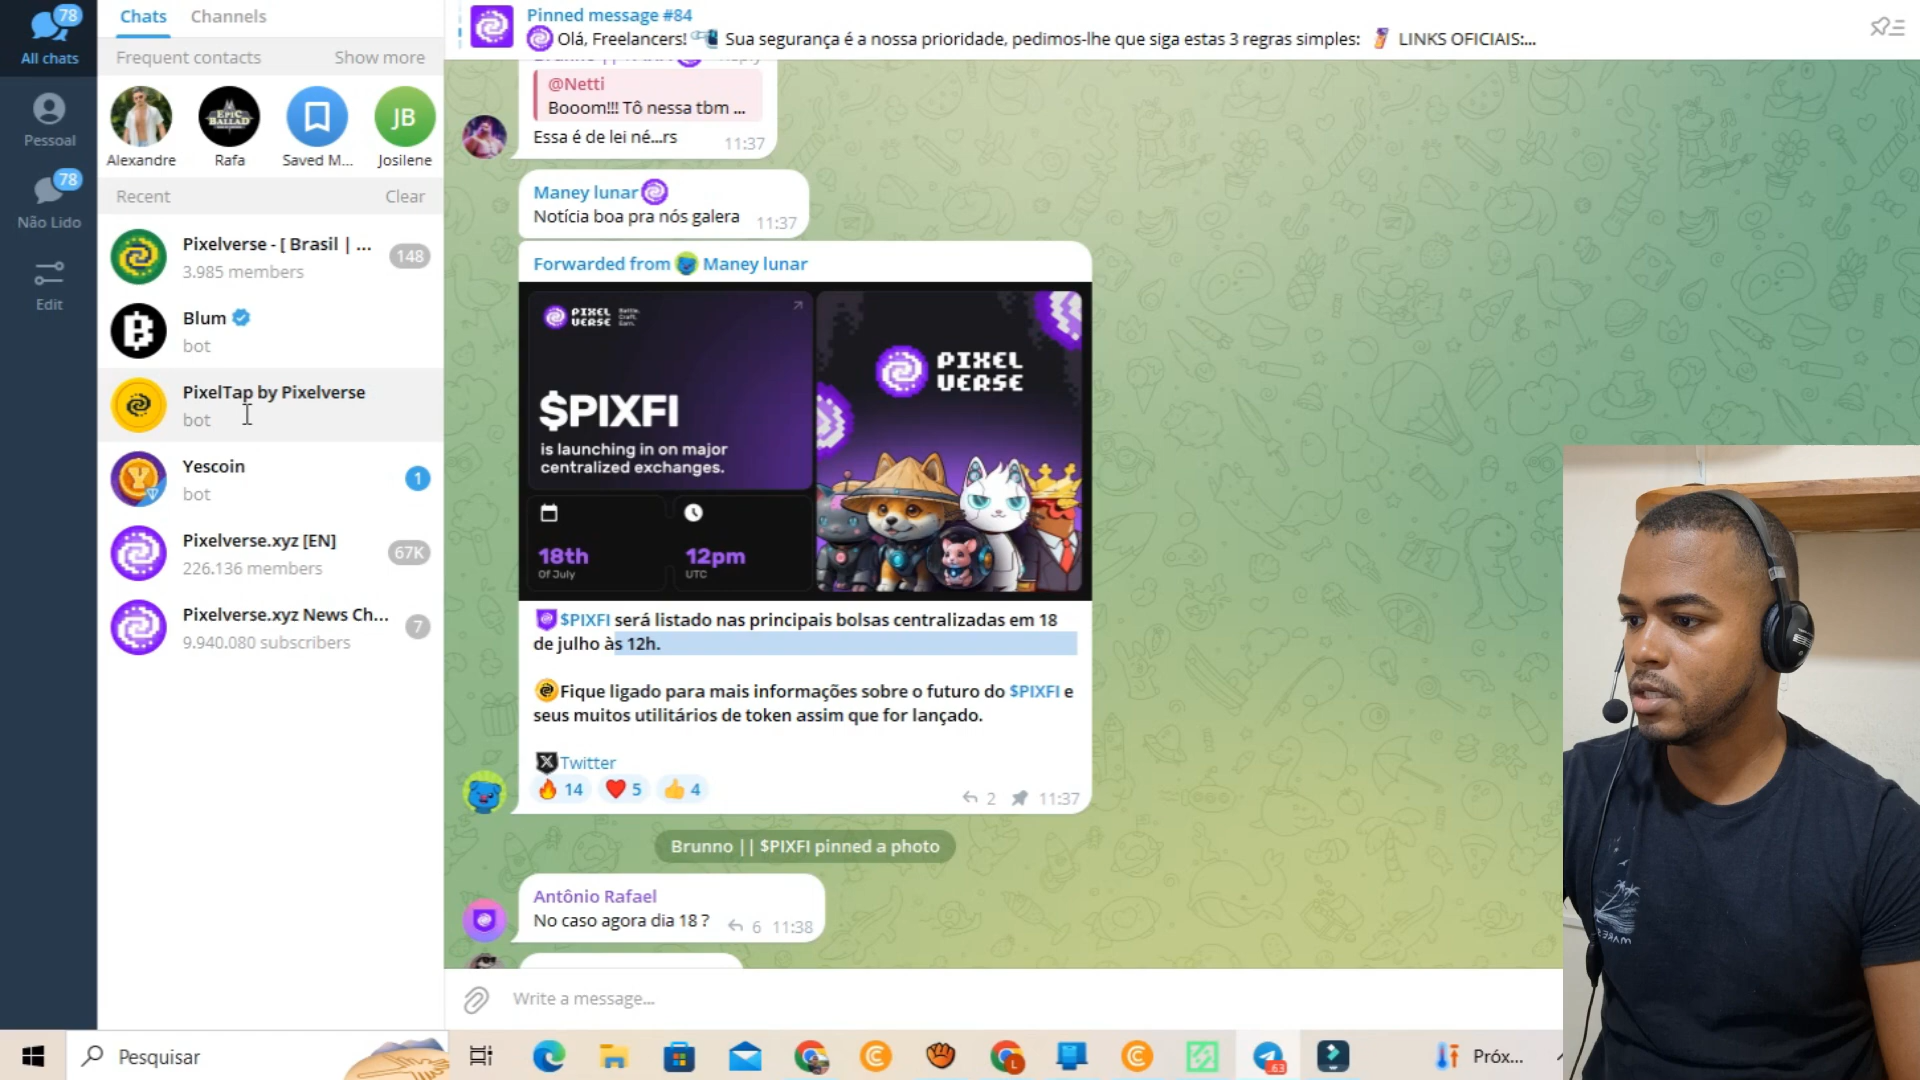 78
All chats
Pessoal
78
Não Lido
Edit
Chats
Channels
Frequent contacts
Show more
EPIC
BALLAD
JB
Alexandre
Rafa
Saved M...
Josilene
Recent
Clear
Pixelverse - [ Brasil | ...
3.985 members
148
Blum
bot
PixelTap by Pixelverse
bot
Yescoin
bot
1
Pixelverse.xyz [EN]
226.136 members
67K
Pixelverse.xyz News Ch...
9.940.080 subscribers
7
Pinned message #84
Olá, Freelancers! Sua segurança é a nossa prioridade, pedimos-lhe que siga estas 3 regras simples: LINKS OFICIAIS:...
@Netti
Booom!!! Tô nessa tbm ...
Essa é de lei né...rs
11:37
Maney lunar
Notícia boa pra nós galera
11:37
Forwarded from Maney lunar
PIXEL
VERSE
Battle.
Craft.
Earn.
$PIXFI
is launching in on major
centralized exchanges.
18th
Of July
12pm
UTC
PIXEL
VERSE
$PIXFI será listado nas principais bolsas centralizadas em 18
de julho às 12h.
Fique ligado para mais informações sobre o futuro do $PIXFI e
seus muitos utilitários de token assim que for lançado.
Twitter
14
5
4
2
11:37
Brunno || $PIXFI pinned a photo
Antônio Rafael
No caso agora dia 18 ?
6 11:38
Write a message...
Pesquisar
L
63
Próx...